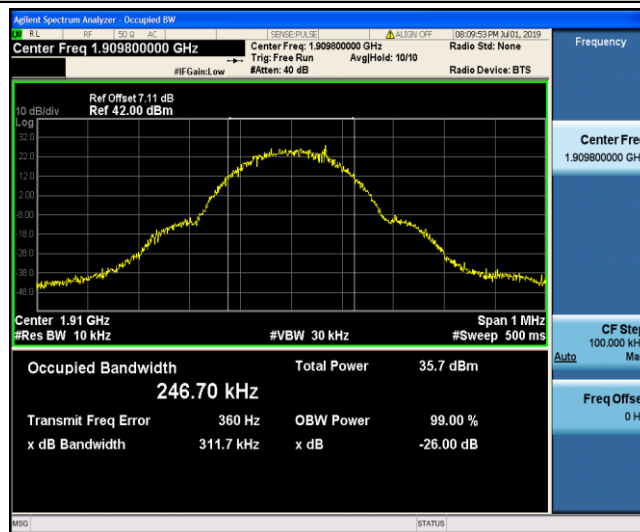 Agilent Spectrum Analyzer - Occupied BW
RL RF 50 Ω AC SENSE:PULSE ALIGN OFF 08:09:53 PM Jul 01, 2019
Center Freq 1.909800000 GHz
Center Freq: 1.909800000 GHz
Radio Std: None
Trig: Free Run Avg|Hold: 10/10
#IFGain:Low #Atten: 40 dB Radio Device: BTS
Frequency
Ref Offset 7.11 dB
10 dB/div Ref 42.00 dBm
Log
32.0
22.0
12.0
2.00
-8.00
-18.0
-28.0
-38.0
-48.0
Center Fre
1.909800000 GH
Center 1.91 GHz Span 1 MHz
#Res BW 10 kHz #VBW 30 kHz #Sweep 500 ms
CF Ste
100.000 kH
Auto Ma
Occupied Bandwidth Total Power 35.7 dBm
246.70 kHz
Transmit Freq Error 360 Hz OBW Power 99.00 %
x dB Bandwidth 311.7 kHz x dB -26.00 dB
Freq Offse
0 H
MSG STATUS